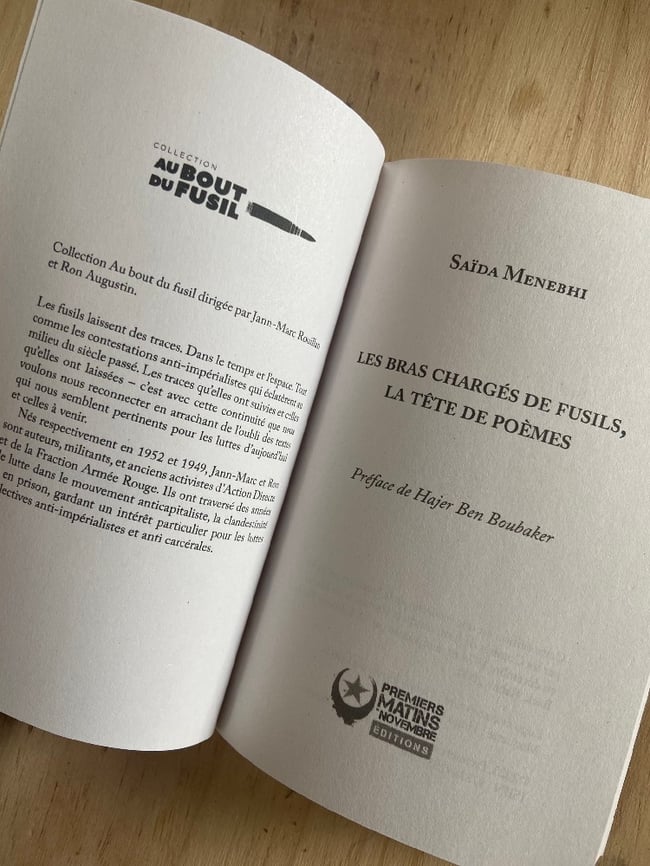 COLLECTION
AU BOUT
DU FUSIL
Collection Au bout du fusil dirigée par Jann-Marc Rouillan
et Ron Augustin.
Les fusils laissent des traces. Dans le temps et l'espace. Tout
comme les contestations anti-impérialistes qui éclatèrent au
milieu du siècle passé. Les traces qu'elles ont suivies et celles
qu'elles ont laissées – c'est avec cette continuité que nous
voulons nous reconnecter en arrachant de l'oubli des textes
qui nous semblent pertinents pour les luttes d'aujourd'hui
et celles à venir.
Nés respectivement en 1952 et 1949, Jann-Marc et Ron
sont auteurs, militants, et anciens activistes d'Action Directe
et de la Fraction Armée Rouge. Ils ont traversé des années
de lutte dans le mouvement anticapitaliste, la clandestinité
en prison, gardant un intérêt particulier pour les luttes
anti-impérialistes et anti carcérales.
SAÏDA MENEBHI
LES BRAS CHARGÉS DE FUSILS,
LA TÊTE DE POÈMES
Préface de Hajer Ben Boubaker
PREMIERS
MATINS
NOVEMBRE
EDITIONS